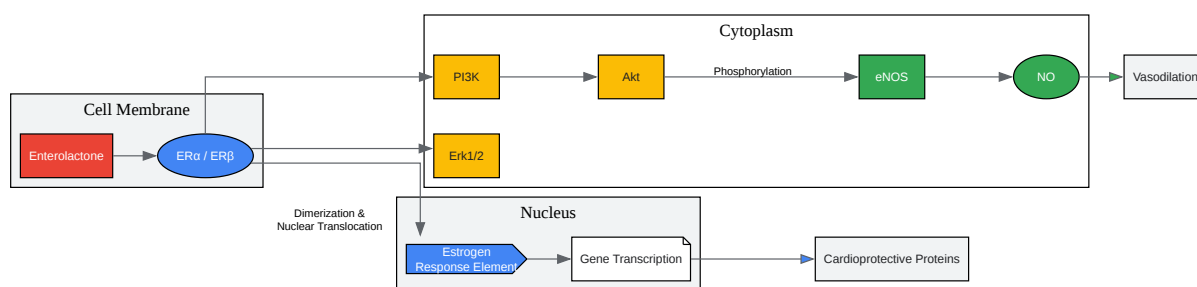 Cytoplasm
PI3K
Akt
Phosphorylation
eNOS
NO
Vasodilation
Cell Membrane
Enterolactone
ERα / ERβ
Erk1/2
Dimerization &
Nuclear Translocation
Nucleus
Estrogen
Response Element
Gene Transcription
Cardioprotective Proteins